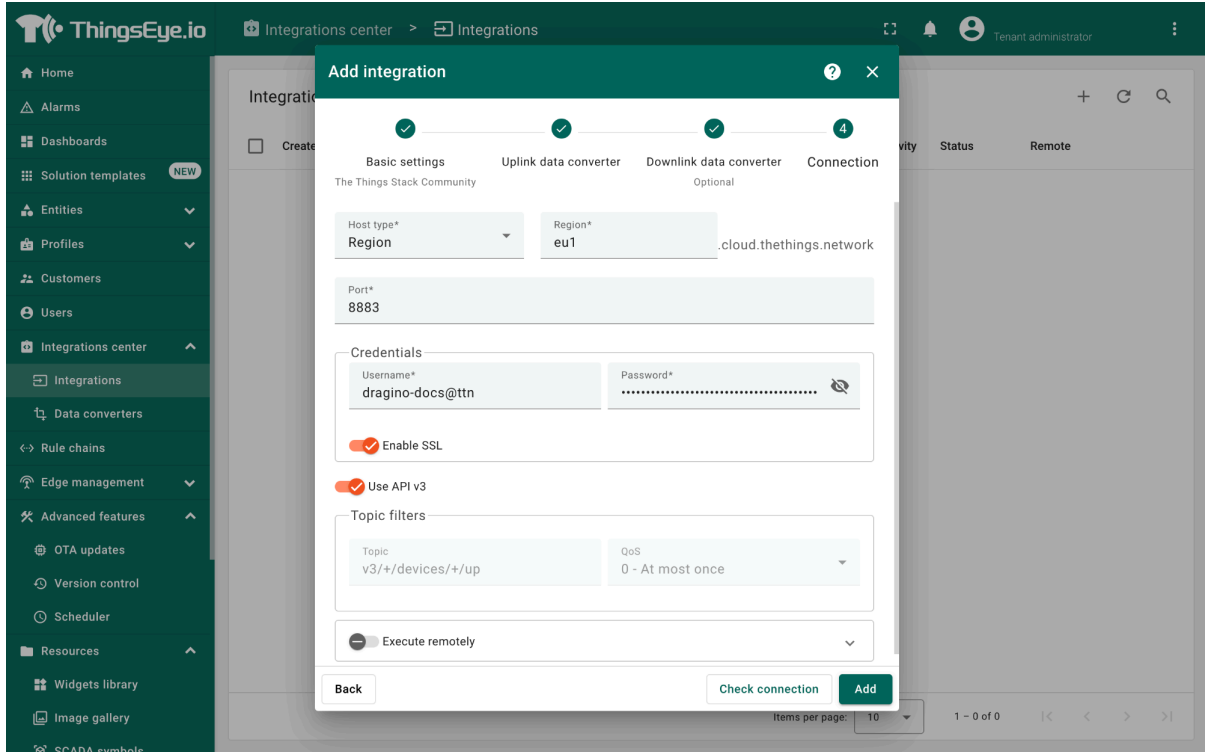 ThingsEye.io
Integrations center > Integrations
Tenant administrator
Home
Alarms
Dashboards
Solution templates NEW
Entities
Profiles
Customers
Users
Integrations center
Integrations
Data converters
Rule chains
Edge management
Advanced features
OTA updates
Version control
Scheduler
Resources
Widgets library
Image gallery
SCADA symbols
Add integration
Basic settings
The Things Stack Community
Uplink data converter
Downlink data converter
Optional
4
Connection
Host type*
Region
Region*
eu1
.cloud.thethings.network
Port*
8883
Credentials
Username*
dragino-docs@ttn
Password*
Enable SSL
Use API v3
Topic filters
Topic
v3/+/devices/+/up
QoS
0 - At most once
Execute remotely
Back
Check connection
Add
Status
Remote
Items per page: 10
1 – 0 of 0